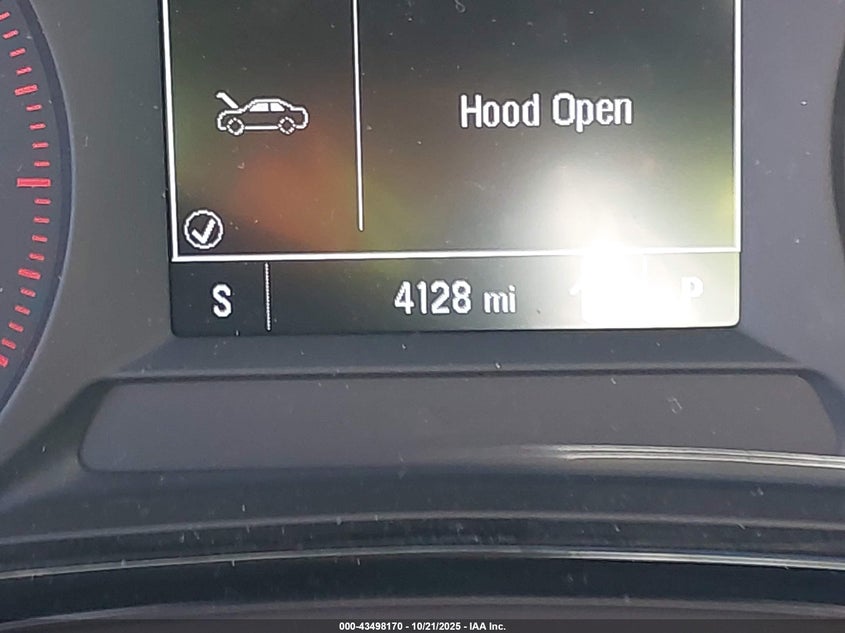 Hood Open
S 4128 mi P
000-43498170 - 10/21/2025 - IAA Inc.